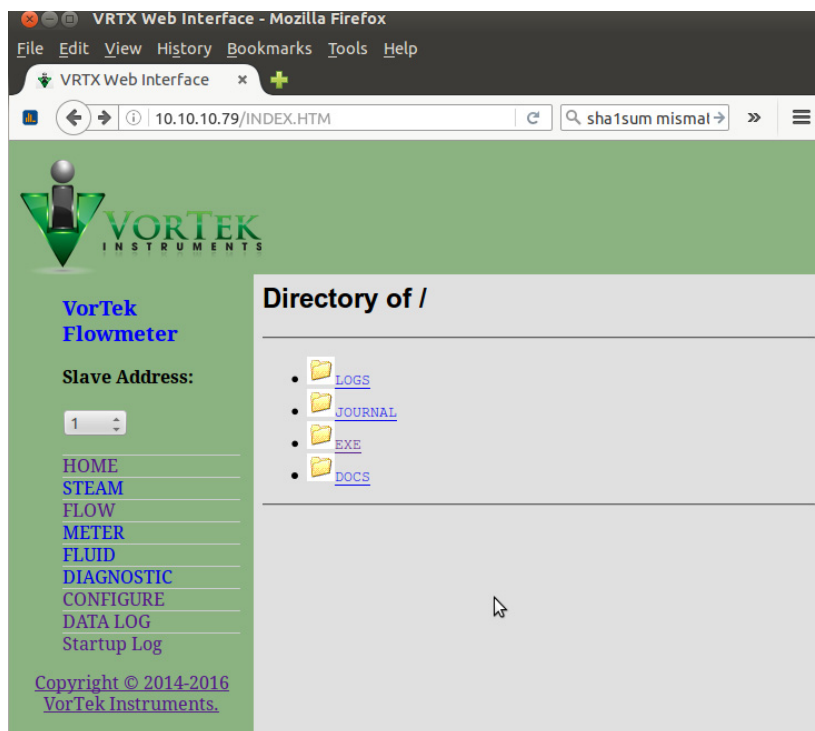 VRTX Web Interface - Mozilla Firefox
File Edit View History Bookmarks Tools Help
VRTX Web Interface ×
10.10.10.79/INDEX.HTM
sha1sum mismat
VORTEK
INSTRUMENTS
VorTek
Flowmeter
Slave Address:
1
HOME
STEAM
FLOW
METER
FLUID
DIAGNOSTIC
CONFIGURE
DATA LOG
Startup Log
Copyright © 2014-2016
VorTek Instruments.
Directory of /
LOGS
JOURNAL
EXE
DOCS